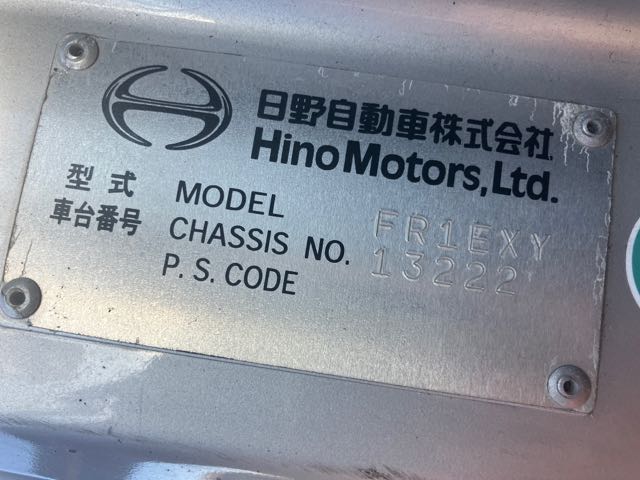 日野自動車株式会社
Hino Motors, Ltd.
型式 MODEL FR1EXY
車台番号 CHASSIS NO. 13222
P.S. CODE